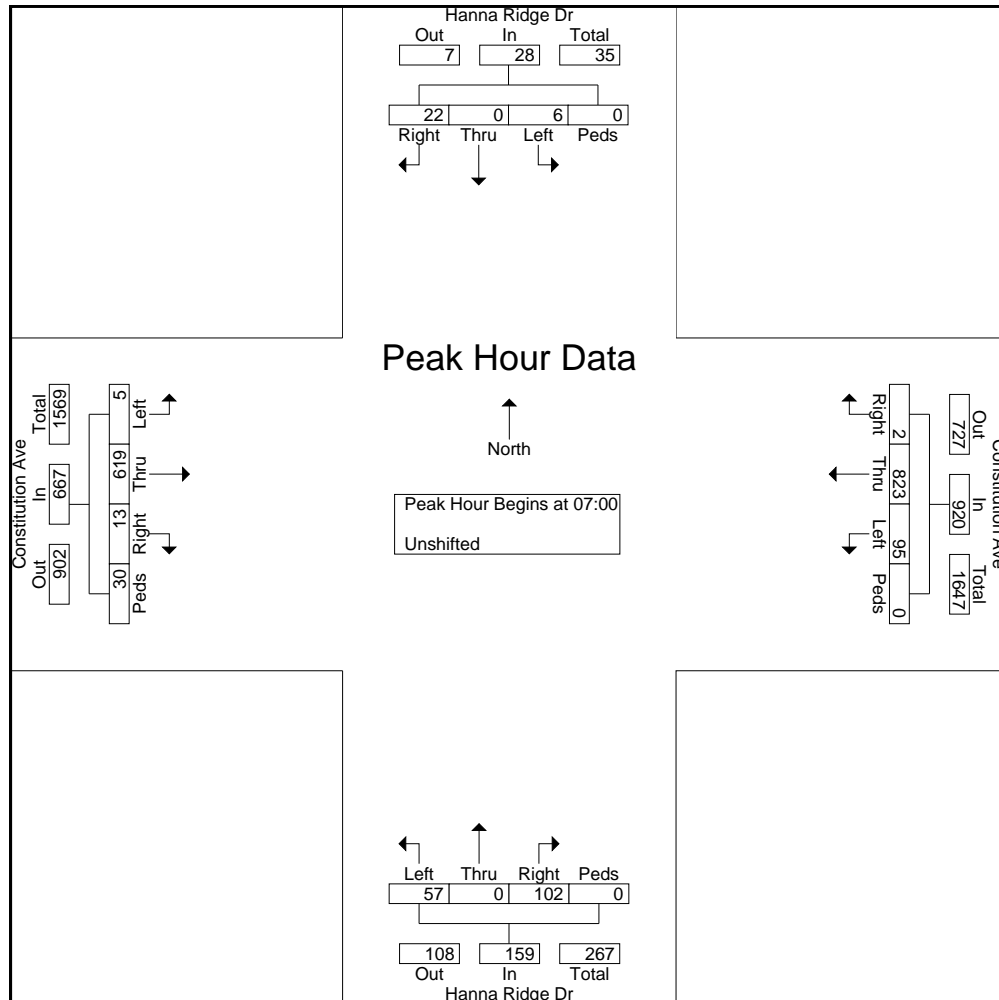 Hanna Ridge Dr
Out In Total
7 28 35
22 0 6 0
Right Thru Left Peds
Peak Hour Data
North
Peak Hour Begins at 07:00
Unshifted
Constitution Ave
Total In Out
1569 667 902
5 619 13 30
Left Thru Right Peds
Right Thru Left Peds
2 823 95 0
727 920 1647
Out In Total
Constitution Ave
Left Thru Right Peds
57 0 102 0
108 159 267
Out In Total
Hanna Ridge Dr